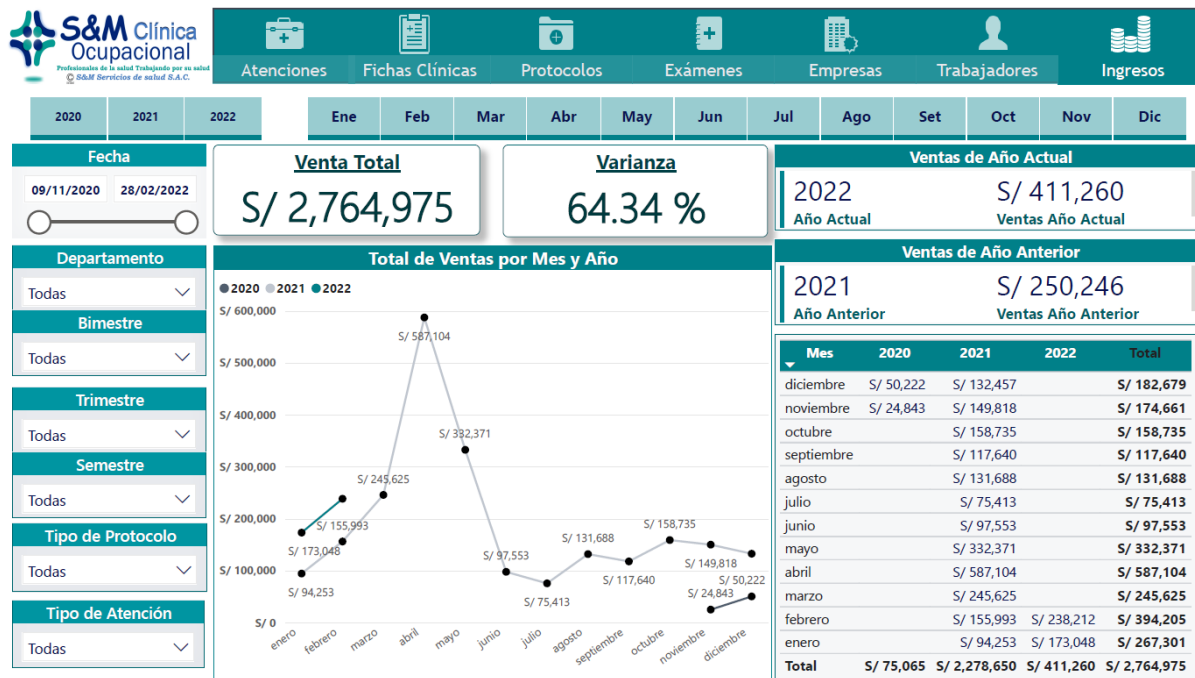 S&M Clínica
Ocupacional
Profesionales de la salud Trabajando por su salud
© S&M Servicios de salud S.A.C.
Atenciones Fichas Clínicas Protocolos Exámenes Empresas Trabajadores Ingresos
2020 2021 2022 Ene Feb Mar Abr May Jun Jul Ago Set Oct Nov Dic
Fecha
09/11/2020 28/02/2022
Departamento
Todas
Bimestre
Todas
Trimestre
Todas
Semestre
Todas
Tipo de Protocolo
Todas
Tipo de Atención
Todas
Venta Total
S/ 2,764,975
Varianza
64.34 %
Total de Ventas por Mes y Año
2020 2021 2022
S/ 600,000
S/ 500,000
S/ 400,000
S/ 300,000
S/ 200,000
S/ 100,000
S/ 0
S/ 587,104
S/ 332,371
S/ 245,625
S/ 155,993
S/ 173,048
S/ 94,253
S/ 97,553
S/ 75,413
S/ 131,688
S/ 117,640
S/ 158,735
S/ 149,818
S/ 50,222
S/ 24,843
enero febrero marzo abril mayo junio julio agosto septiembre octubre noviembre diciembre
Ventas de Año Actual
2022 S/ 411,260
Año Actual Ventas Año Actual
Ventas de Año Anterior
2021 S/ 250,246
Año Anterior Ventas Año Anterior
Mes 2020 2021 2022 Total
diciembre S/ 50,222 S/ 132,457 S/ 182,679
noviembre S/ 24,843 S/ 149,818 S/ 174,661
octubre S/ 158,735 S/ 158,735
septiembre S/ 117,640 S/ 117,640
agosto S/ 131,688 S/ 131,688
julio S/ 75,413 S/ 75,413
junio S/ 97,553 S/ 97,553
mayo S/ 332,371 S/ 332,371
abril S/ 587,104 S/ 587,104
marzo S/ 245,625 S/ 245,625
febrero S/ 155,993 S/ 238,212 S/ 394,205
enero S/ 94,253 S/ 173,048 S/ 267,301
Total S/ 75,065 S/ 2,278,650 S/ 411,260 S/ 2,764,975